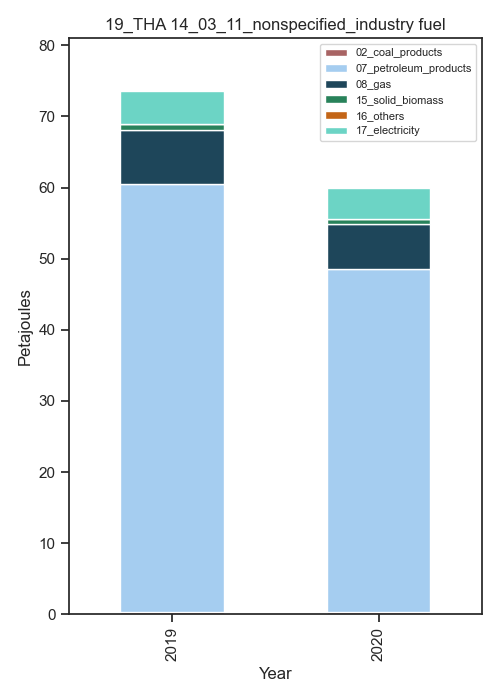 19_THA 14_03_11_nonspecified_industry fuel
02_coal_products
07_petroleum_products
08_gas
15_solid_biomass
16_others
17_electricity
80
70
60
50
40
30
20
10
0
Petajoules
2019
2020
Year